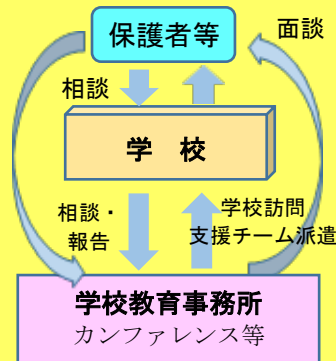 保護者等
面談
相談
学 校
相談・
報告
学校訪問
支援チーム派遣
学校教育事務所
カンファレンス等